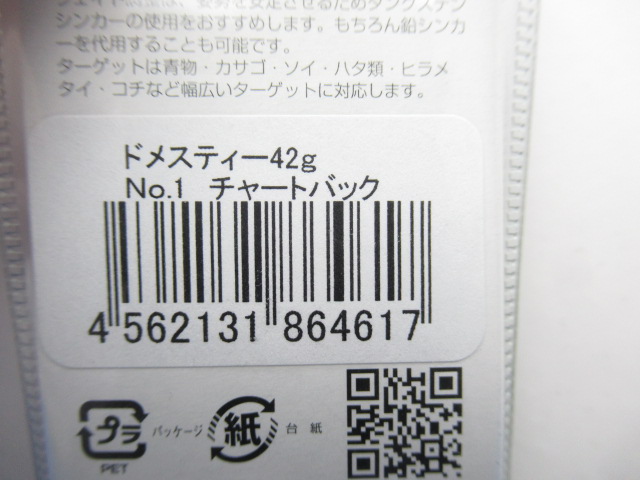 シンカーの使用をおすすめします。もちろん鉛シンカ
ーを代用することも可能です。
ターゲットは青物・カサゴ・ソイ・ハタ類・ヒラメ
タイ・コチなど幅広いターゲットに対応します。
ドメスティー42g
No.1 チャートバック
4 562131 864617
プラ パッケージ 紙 台紙
PET